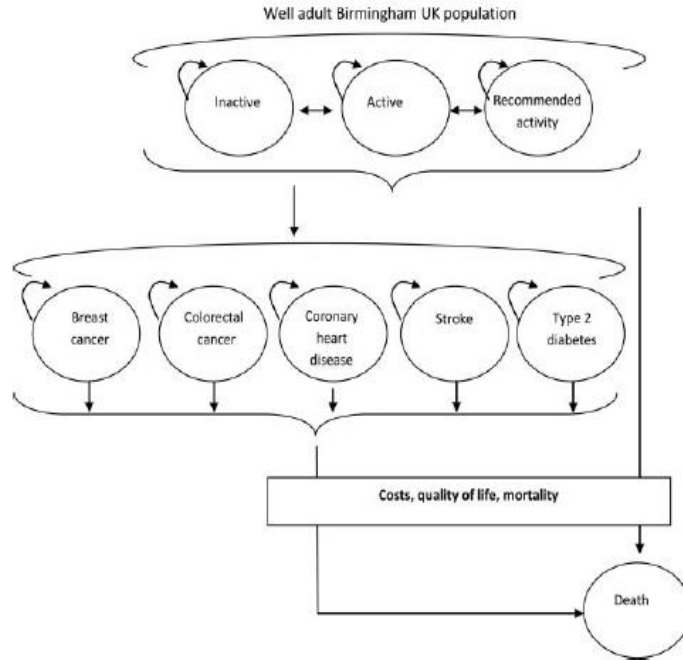 Well adult Birmingham UK population
Inactive
Active
Recommended
activity
Breast
cancer
Colorectal
cancer
Coronary
heart
disease
Stroke
Type 2
diabetes
Costs, quality of life, mortality
Death